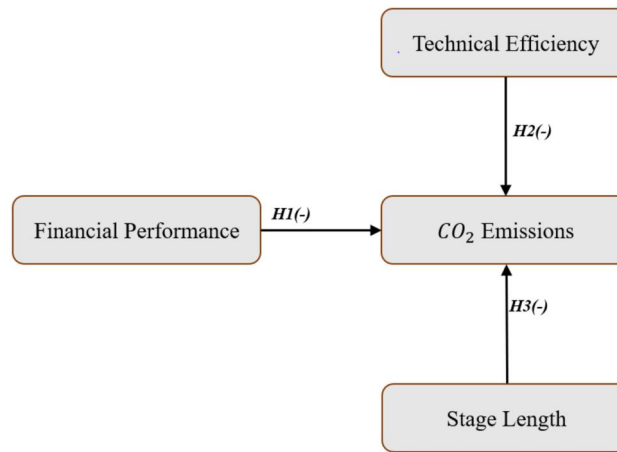 Technical Efficiency
H2(-)
Financial Performance
H1(-)
CO₂ Emissions
H3(-)
Stage Length